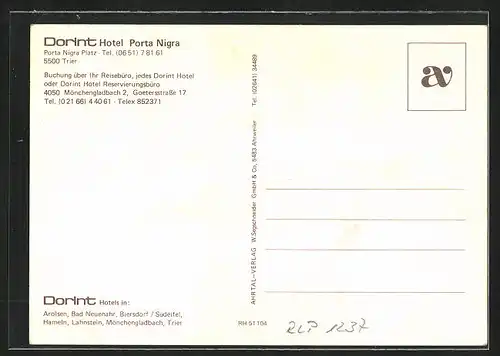 Dorint Hotel Porta Nigra
Porta Nigra Platz - Tel. (06 51) 7 81 61
5500 Trier
Buchung über Ihr Reisebüro, jedes Dorint Hotel
oder Dorint Hotel Reservierungsbüro
4050 Mönchengladbach 2, Goetersstraße 17
Tel. (0 21 66) 4 40 61 - Telex 852371
av
AHRTAL-VERLAG W. Segschneider GmbH & Co, 5483 Ahrweiler Tel. (02641) 34489
Dorint Hotels in:
Arolsen, Bad Neuenahr, Biersdorf / Südeifel,
Hameln, Lahnstein, Mönchengladbach, Trier
RH 51 104
RLP 1237